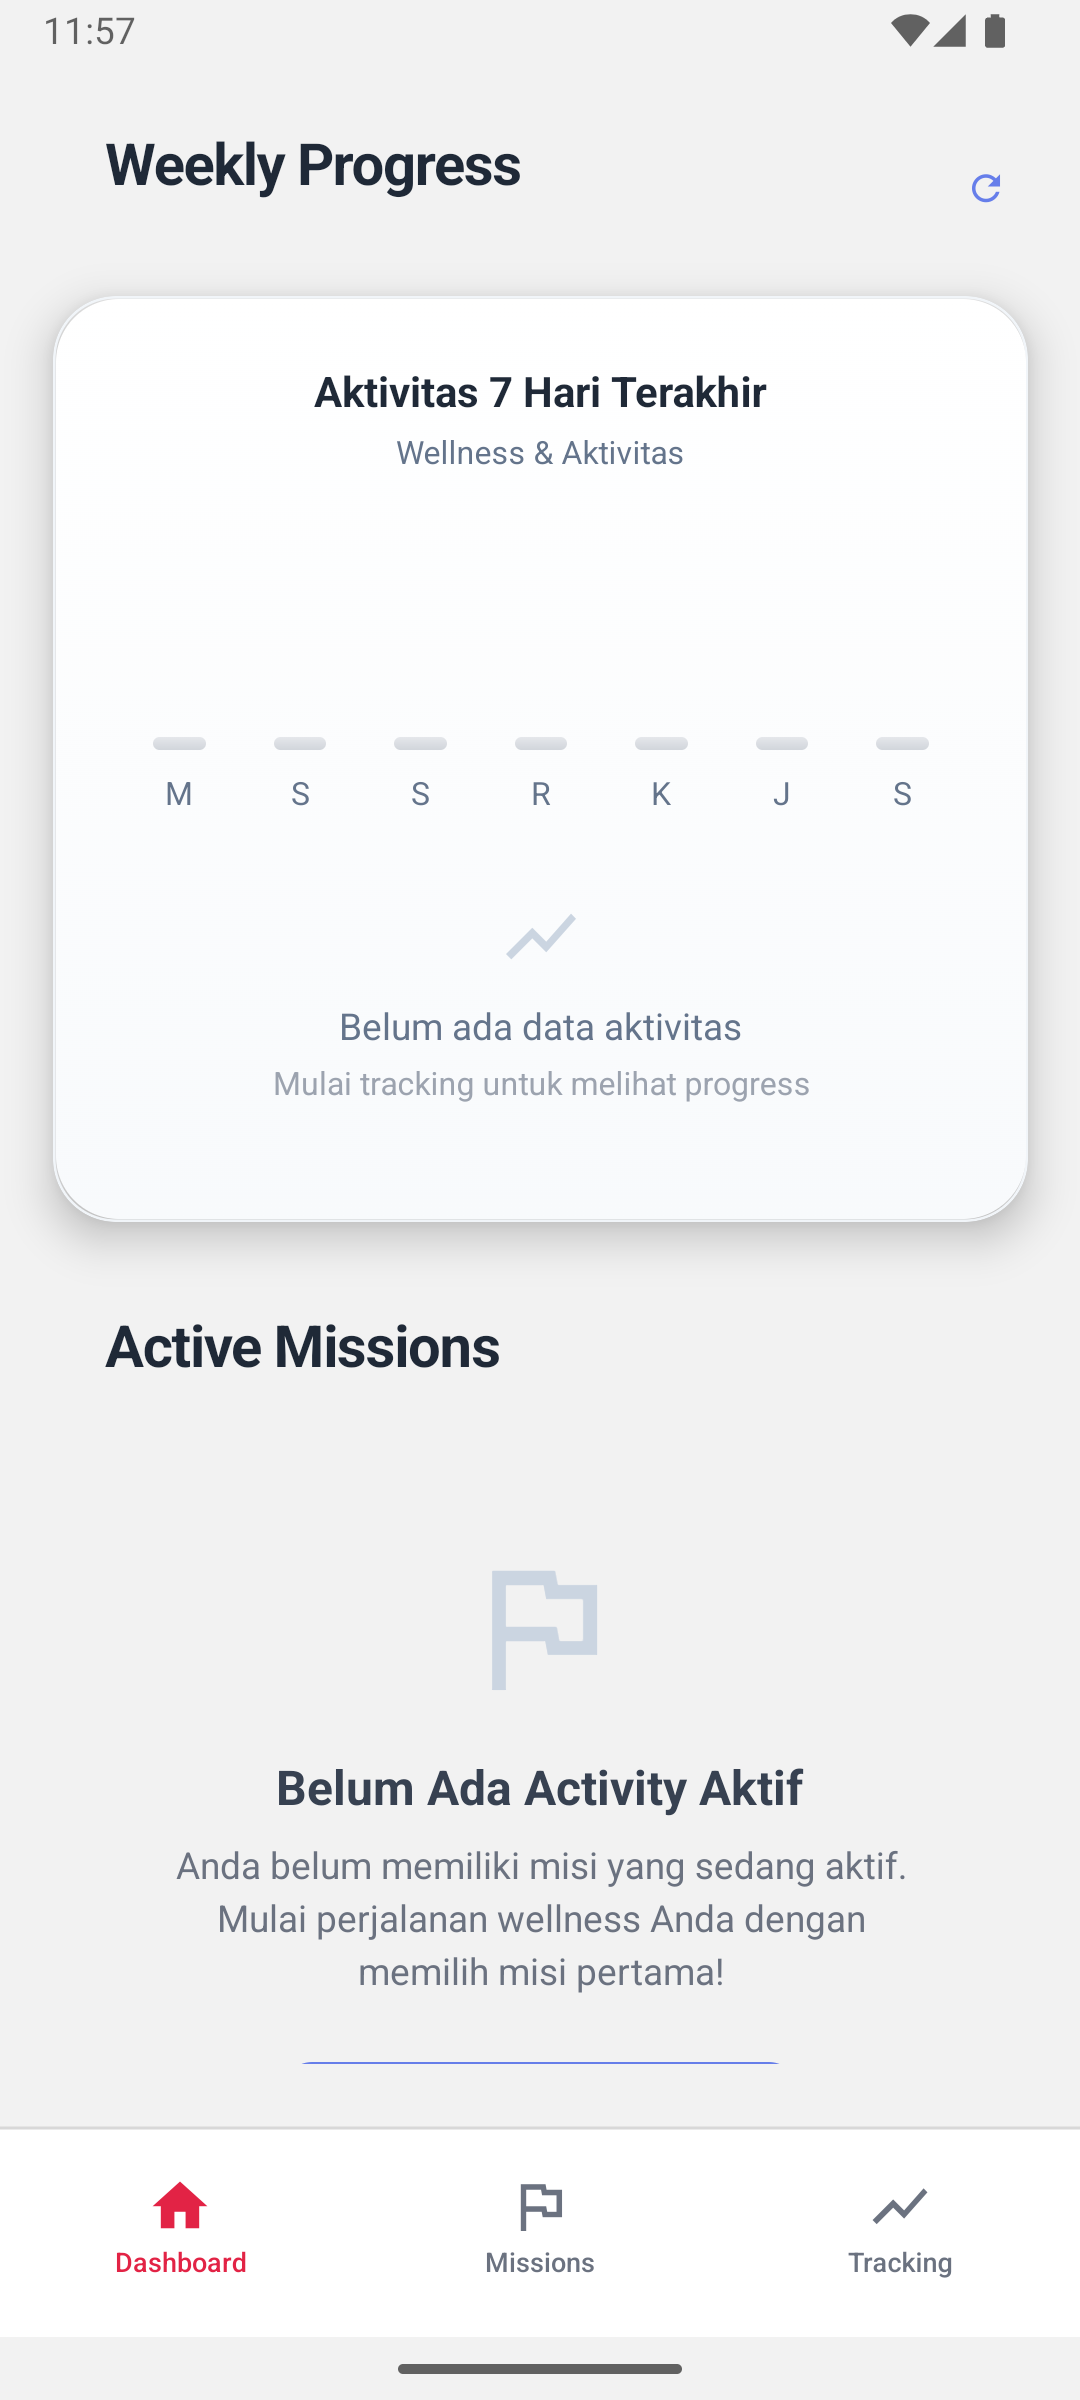 11:57
Weekly Progress
Aktivitas 7 Hari Terakhir
Wellness & Aktivitas
M S S R K J S
Belum ada data aktivitas
Mulai tracking untuk melihat progress
Active Missions
Belum Ada Activity Aktif
Anda belum memiliki misi yang sedang aktif.
Mulai perjalanan wellness Anda dengan
memilih misi pertama!
Dashboard Missions Tracking